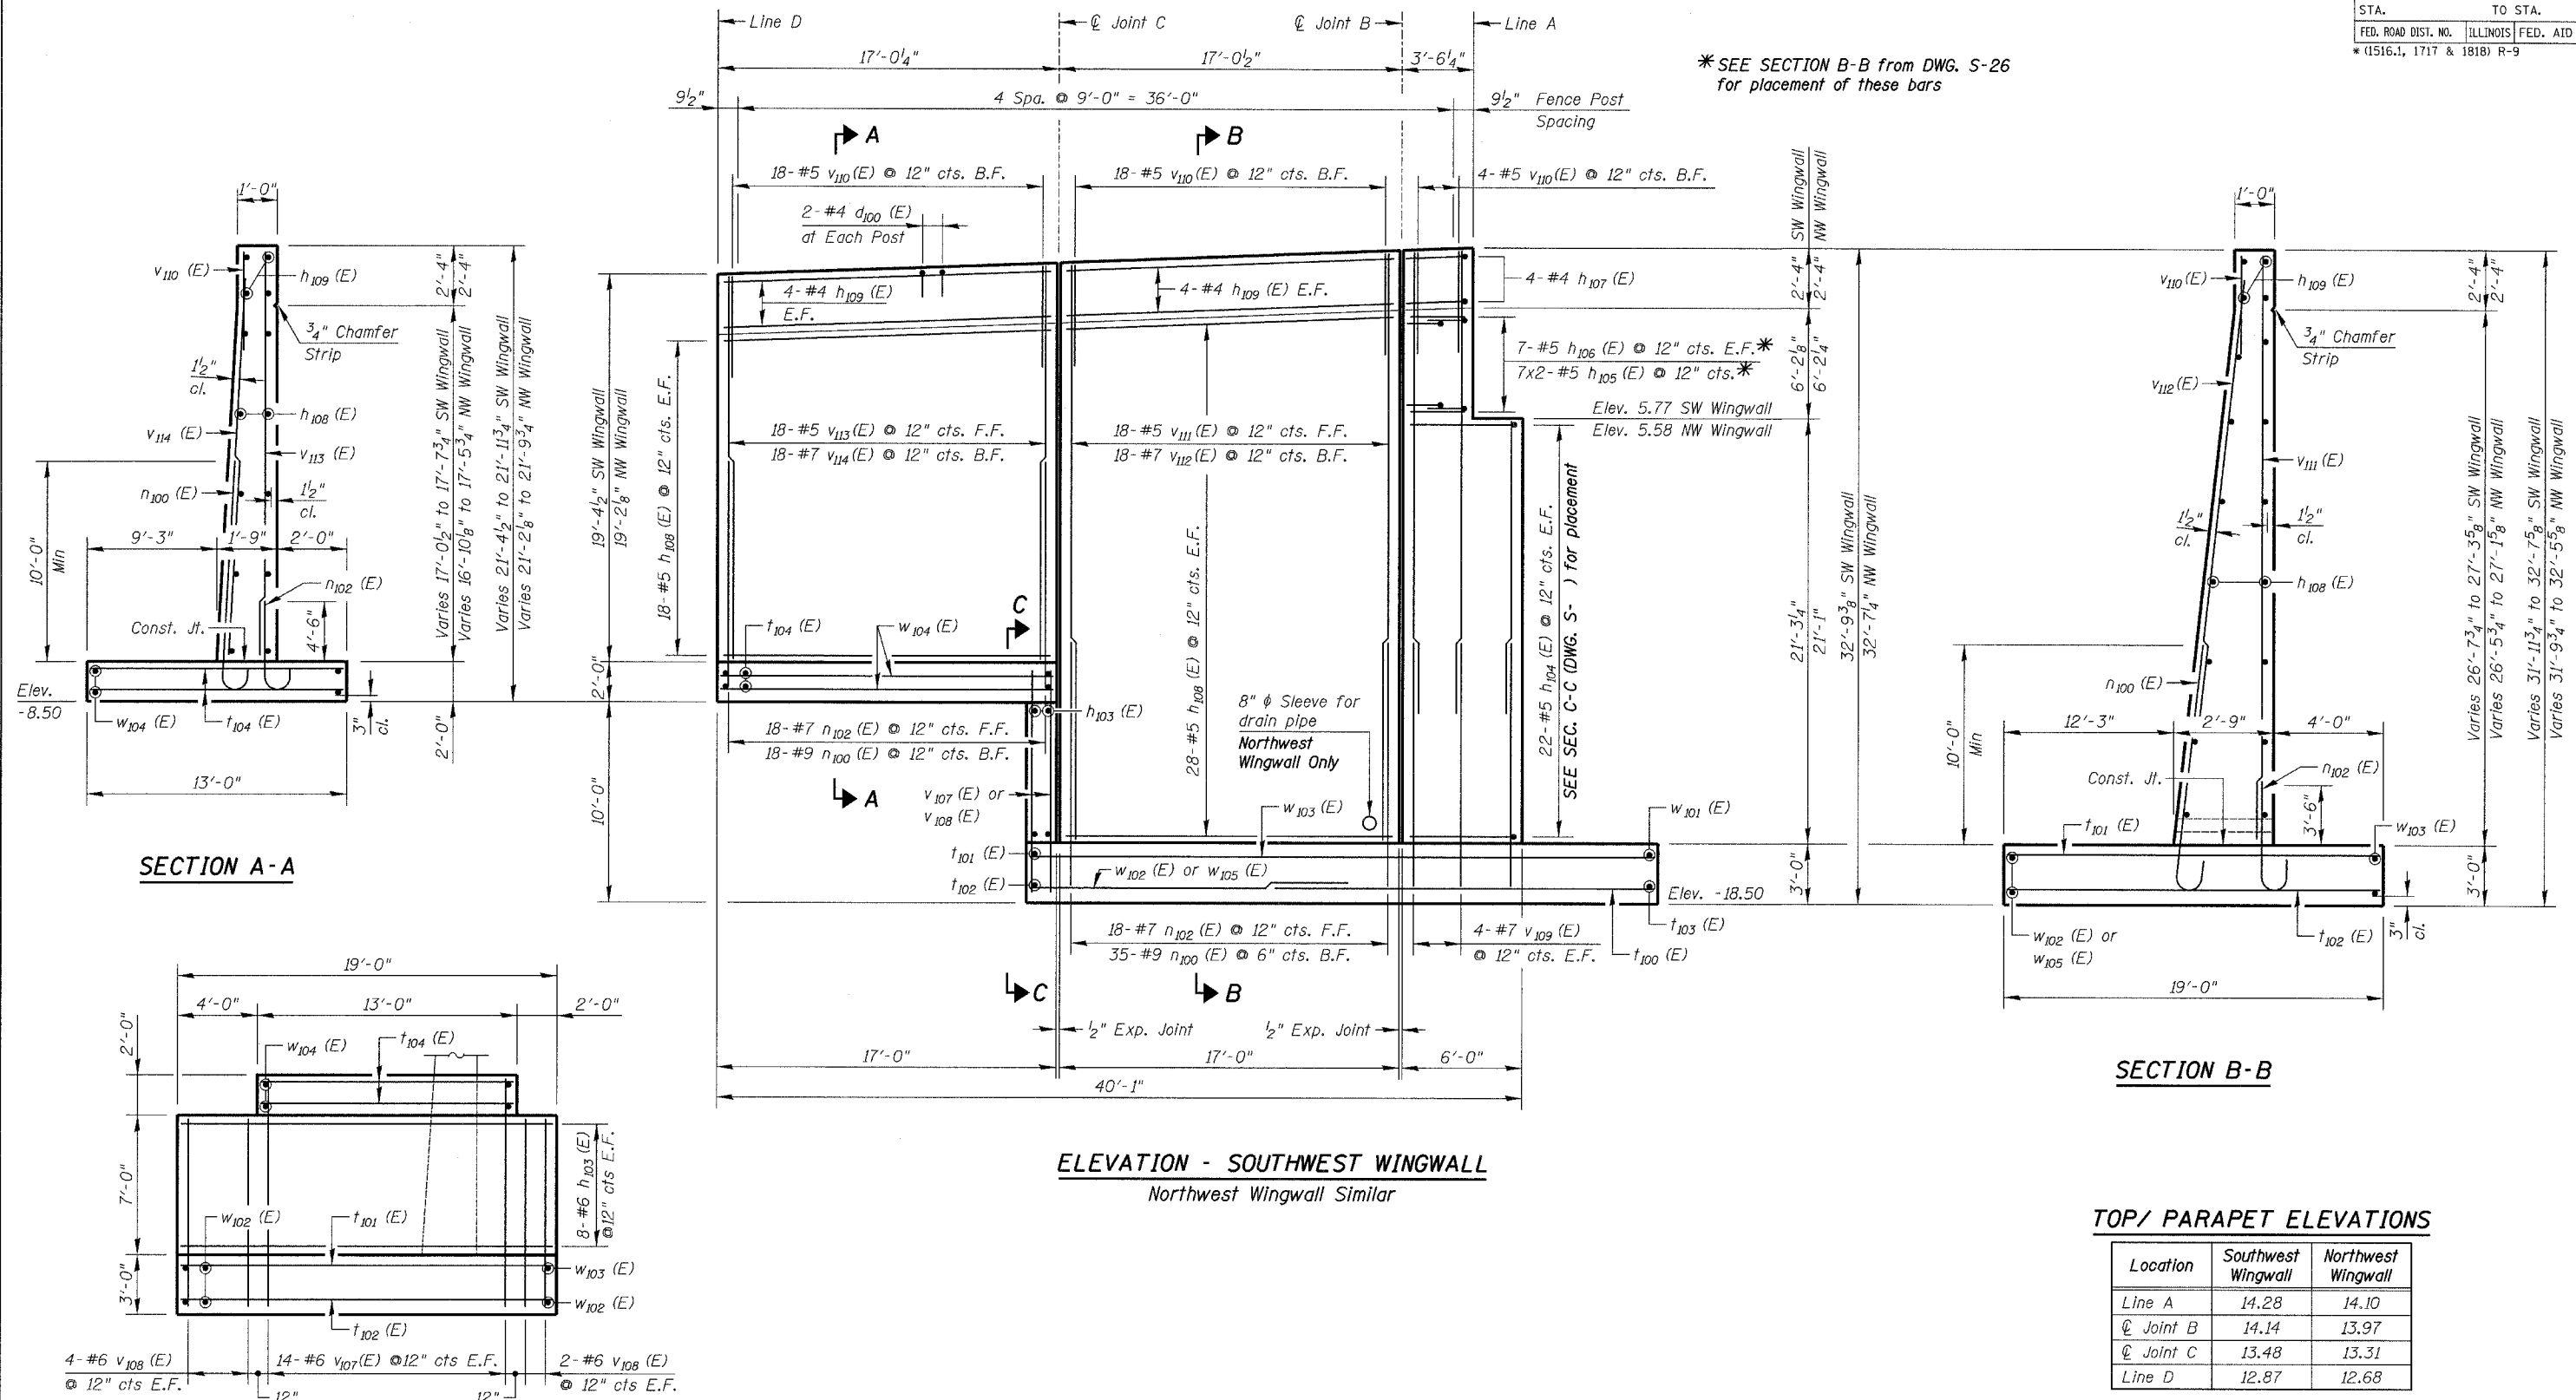 STA. TO STA.
FED. ROAD DIST. NO. ILLINOIS FED. AID
* (1516.1, 1717 & 1818) R-9
Line D
℄ Joint C
℄ Joint B
Line A
17'-0¼"
17'-0½"
3'-6¼"
*SEE SECTION B-B from DWG. S-26
for placement of these bars
9½"
4 Spa. @ 9'-0" = 36'-0"
9½" Fence Post
Spacing
A
B
18-#5 v110(E) @ 12" cts. B.F.
18-#5 v110(E) @ 12" cts. B.F.
4-#5 v110(E) @ 12" cts. B.F.
2-#4 d100 (E)
at Each Post
4-#4 h109 (E)
E.F.
4-#4 h109 (E) E.F.
4-#4 h107 (E)
7-#5 h106 (E) @ 12" cts. E.F.*
7x2-#5 h105 (E) @ 12" cts.*
Elev. 5.77 SW Wingwall
Elev. 5.58 NW Wingwall
18-#5 v113(E) @ 12" cts. F.F.
18-#7 v114(E) @ 12" cts. B.F.
18-#5 v111(E) @ 12" cts. F.F.
18-#7 v112(E) @ 12" cts. B.F.
19'-4½" SW Wingwall
19'-2⅛" NW Wingwall
18-#5 h108 (E) @ 12" cts. E.F.
28-#5 h108 (E) @ 12" cts. E.F.
22-#5 h104 (E) @ 12" cts. E.F.
SEE SEC. C-C (DWG. S- ) for placement
2'-4" SW Wingwall
2'-4" NW Wingwall
6'-2⅛"
6'-2¼"
21'-3¼"
21'-1"
32'-9⅜" SW Wingwall
32'-7¼" NW Wingwall
3'-0"
t104 (E)
w104 (E)
C
2'-0"
10'-0"
h103 (E)
18-#7 n102 (E) @ 12" cts. F.F.
18-#9 n100 (E) @ 12" cts. B.F.
A
v107 (E) or
v108 (E)
8" ϕ Sleeve for
drain pipe
Northwest
Wingwall Only
w103 (E)
w101 (E)
t101 (E)
t102 (E)
w102 (E) or w105 (E)
Elev. -18.50
t103 (E)
18-#7 n102 (E) @ 12" cts. F.F.
35-#9 n100 (E) @ 6" cts. B.F.
4-#7 v109 (E)
@ 12" cts. E.F.
t100 (E)
C
B
½" Exp. Joint
½" Exp. Joint
17'-0"
17'-0"
6'-0"
40'-1"
ELEVATION - SOUTHWEST WINGWALL
Northwest Wingwall Similar
1'-0"
v110 (E)
h109 (E)
¾" Chamfer
Strip
1½"
cl.
h108 (E)
v114 (E)
v113 (E)
n100 (E)
1½"
cl.
10'-0"
Min
9'-3"
1'-9"
2'-0"
n102 (E)
4'-6"
Const. Jt.
Elev.
-8.50
w104 (E)
t104 (E)
3"
cl.
13'-0"
2'-4"
2'-4"
Varies 17'-0½" to 17'-7¾" SW Wingwall
Varies 16'-10⅛" to 17'-5¾" NW Wingwall
Varies 21'-4½" to 21'-11¾" SW Wingwall
Varies 21'-2⅛" to 21'-9¾" NW Wingwall
2'-0"
SECTION A-A
19'-0"
4'-0"
13'-0"
2'-0"
2'-0"
w104 (E)
t104 (E)
7'-0"
8-#6 h103 (E)
@12" cts E.F.
w102 (E)
t101 (E)
3'-0"
w103 (E)
w102 (E)
t102 (E)
4-#6 v108 (E)
@ 12" cts E.F.
14-#6 v107(E) @12" cts E.F.
2-#6 v108 (E)
@ 12" cts E.F.
12"
12"
1'-0"
v110(E)
h109 (E)
¾" Chamfer
Strip
v112(E)
v111 (E)
1½"
cl.
1½"
cl.
h108 (E)
n100 (E)
10'-0"
Min
12'-3"
2'-9"
4'-0"
Const. Jt.
n102 (E)
3'-6"
t101 (E)
w103 (E)
w102 (E) or
w105 (E)
t102 (E)
3"
cl.
19'-0"
2'-4"
2'-4"
Varies 26'-7¾" to 27'-3⅝" SW Wingwall
Varies 26'-5¾" to 27'-1⅝" NW Wingwall
Varies 31'-11¾" to 32'-7⅝" SW Wingwall
Varies 31'-9¾" to 32'-5⅝" NW Wingwall
3'-0"
SECTION B-B
TOP/ PARAPET ELEVATIONS
Location Southwest Wingwall Northwest Wingwall
Line A 14.28 14.10
℄ Joint B 14.14 13.97
℄ Joint C 13.48 13.31
Line D 12.87 12.68